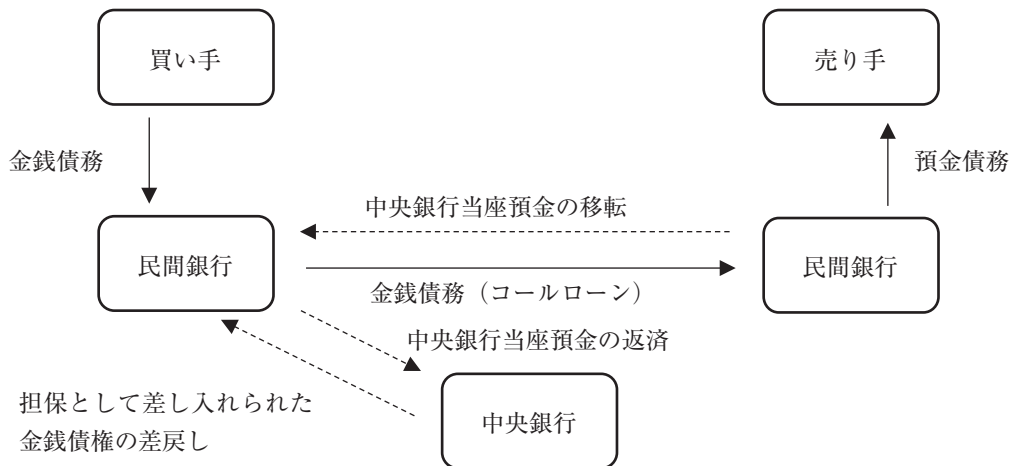 買い手
売り手
金銭債務
預金債務
中央銀行当座預金の移転
民間銀行
民間銀行
金銭債務（コールローン）
中央銀行当座預金の返済
担保として差し入れられた
金銭債権の差戻し
中央銀行